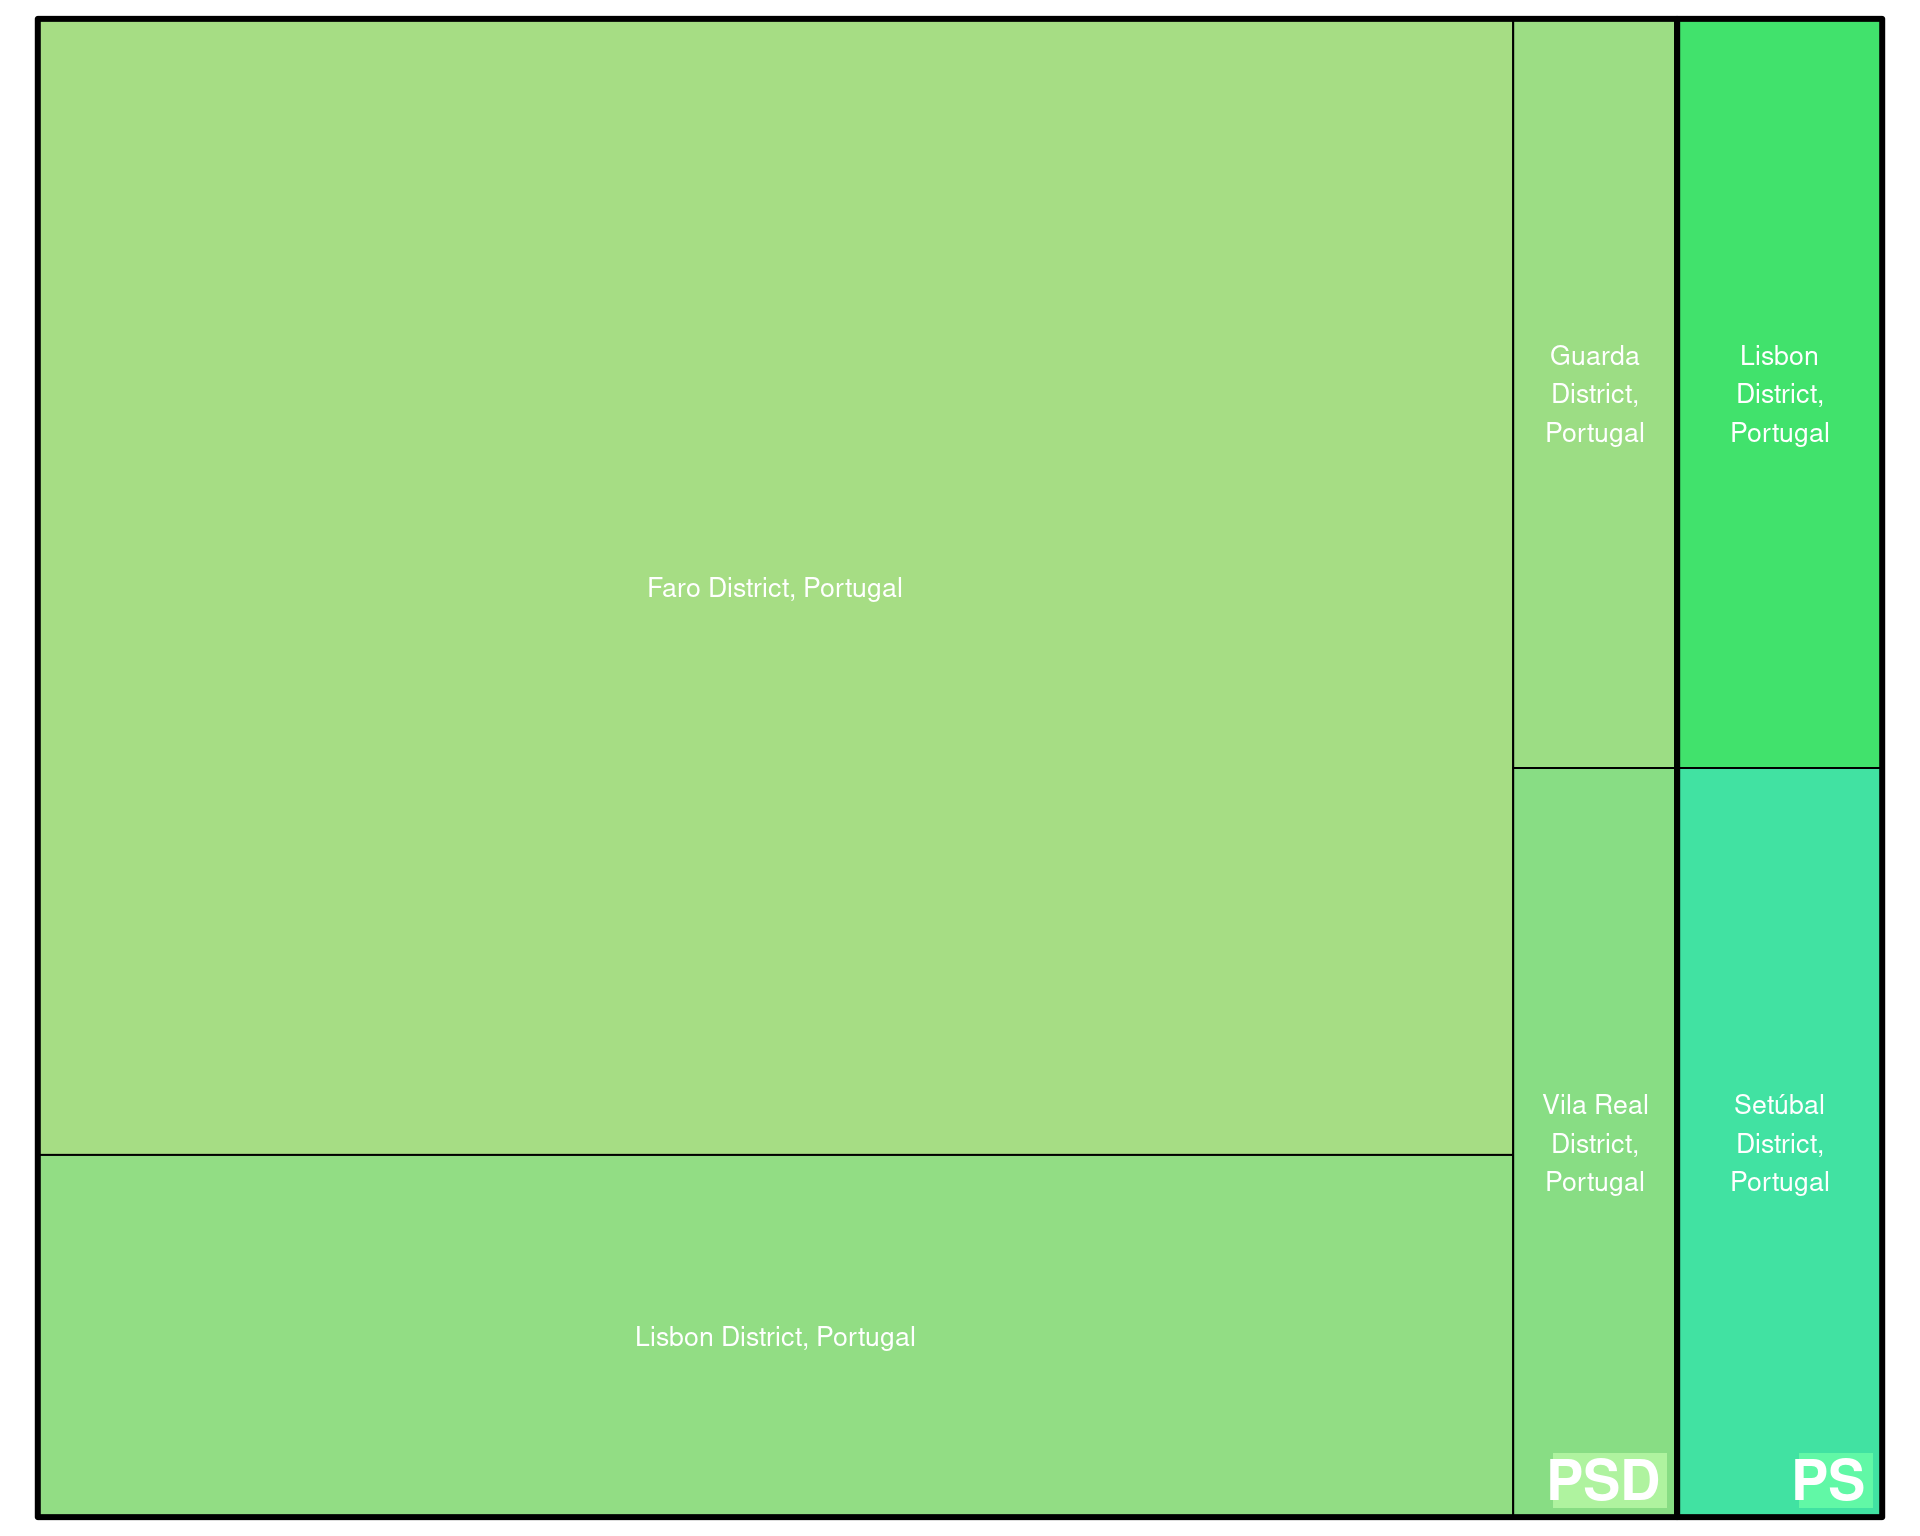 Faro District, Portugal
Lisbon District, Portugal
Guarda
District,
Portugal
Vila Real
District,
Portugal
PSD
Lisbon
District,
Portugal
Setúbal
District,
Portugal
PS